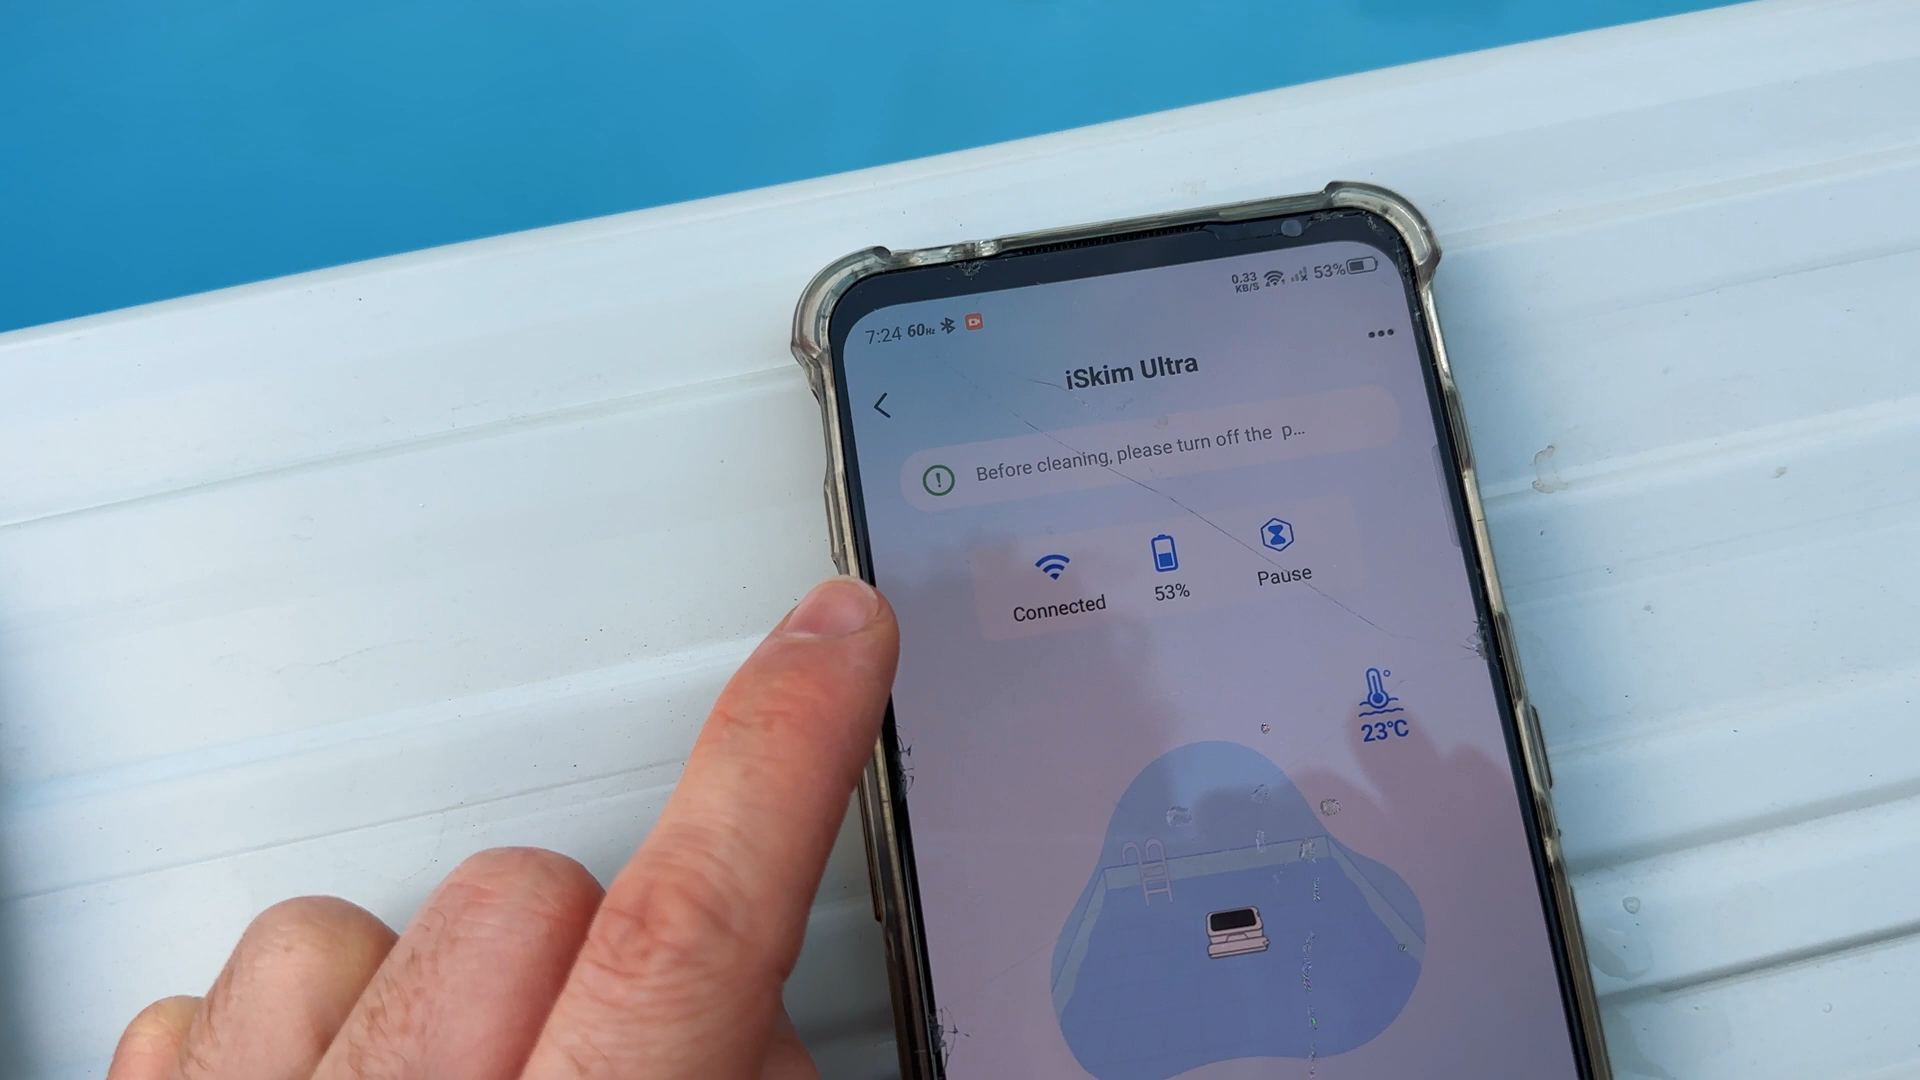 7:24 60Hz 0.33 KB/S 53%
iSkim Ultra
Before cleaning, please turn off the p...
Connected 53% Pause
23°C